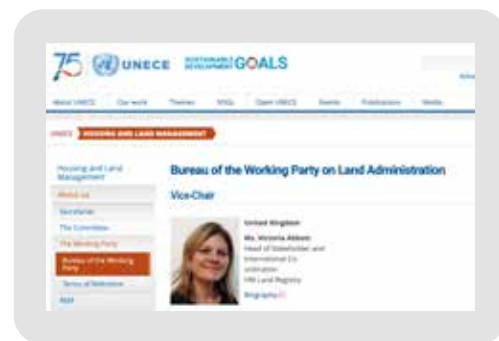 75 UNECE SUSTAINABLE DEVELOPMENT GOALS
About UNECE Our work Themes SDGs Open UNECE Events Publications Media
UNECE HOUSING AND LAND MANAGEMENT
Housing and Land
Management
About us
Secretariat
The Committee
The Working Party
Bureau of the Working
Party
Terms of Reference
Bureau of the Working Party on Land Administration
Vice-Chair
United Kingdom
Ms. Victoria Abbott
Head of Stakeholder and
International Co
ordination
HM Land Registry
Biography